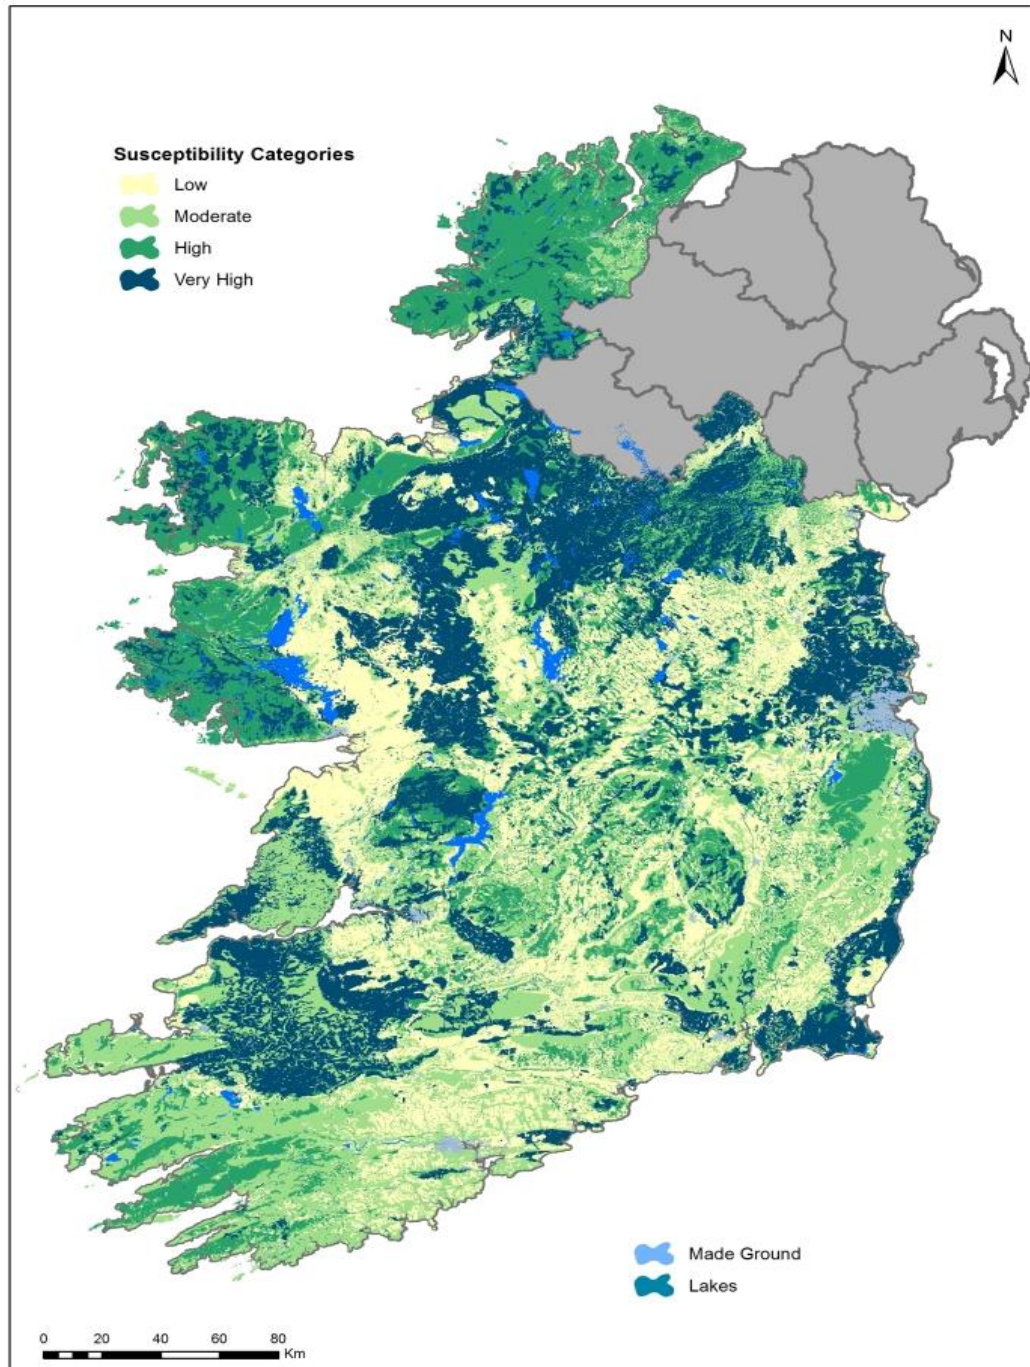 N
Susceptibility Categories
Low
Moderate
High
Very High
Made Ground
Lakes
0 20 40 60 80
Km